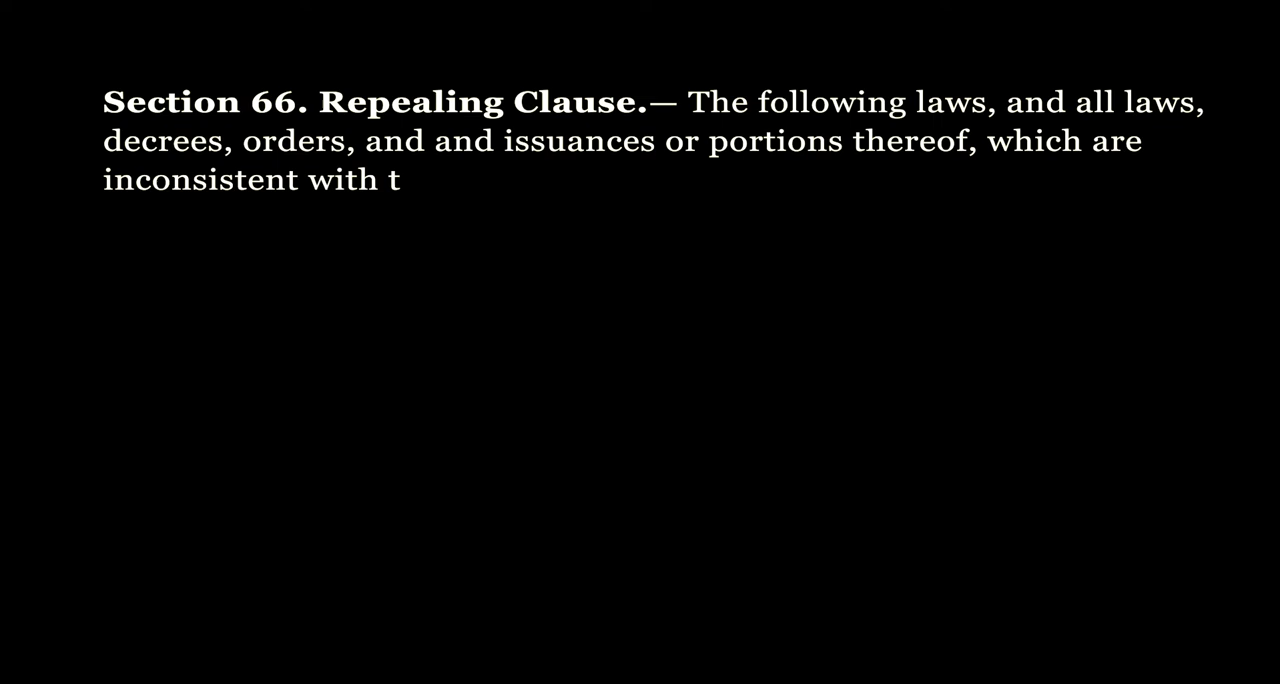 Section 66. Repealing Clause.— The following laws, and all laws,
decrees, orders, and and issuances or portions thereof, which are
inconsistent with t